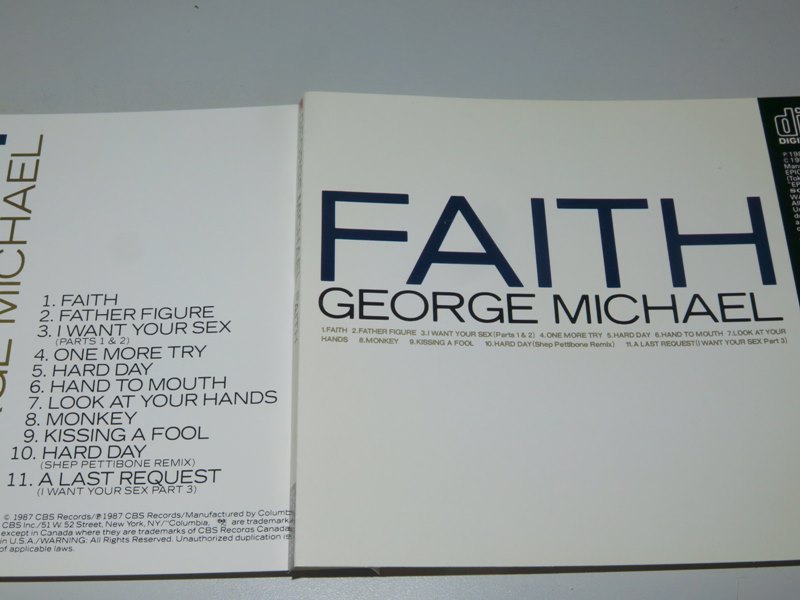 GE MICHAEL
1. FAITH
2. FATHER FIGURE
3. I WANT YOUR SEX
(PARTS 1 & 2)
4. ONE MORE TRY
5. HARD DAY
6. HAND TO MOUTH
7. LOOK AT YOUR HANDS
8. MONKEY
9. KISSING A FOOL
10. HARD DAY
(SHEP PETTIBONE REMIX)
11. A LAST REQUEST
(I WANT YOUR SEX PART 3)
© 1987 CBS Records/℗ 1987 CBS Records/Manufactured by Columb
CBS Inc./51 W. 52 Street, New York, NY/"Columbia, are trademark
except in Canada where they are trademarks of CBS Records Canada
in U.S.A./WARNING: All Rights Reserved. Unauthorized duplication is
of applicable laws.
FAITH
GEORGE MICHAEL
1.FAITH 2.FATHER FIGURE 3.I WANT YOUR SEX(Parts 1 & 2) 4.ONE MORE TRY 5.HARD DAY 6.HAND TO MOUTH 7.LOOK AT YOUR
HANDS 8.MONKEY 9.KISSING A FOOL 10.HARD DAY(Shep Pettibone Remix) 11.A LAST REQUEST(I WANT YOUR SEX Part 3)
DIGI